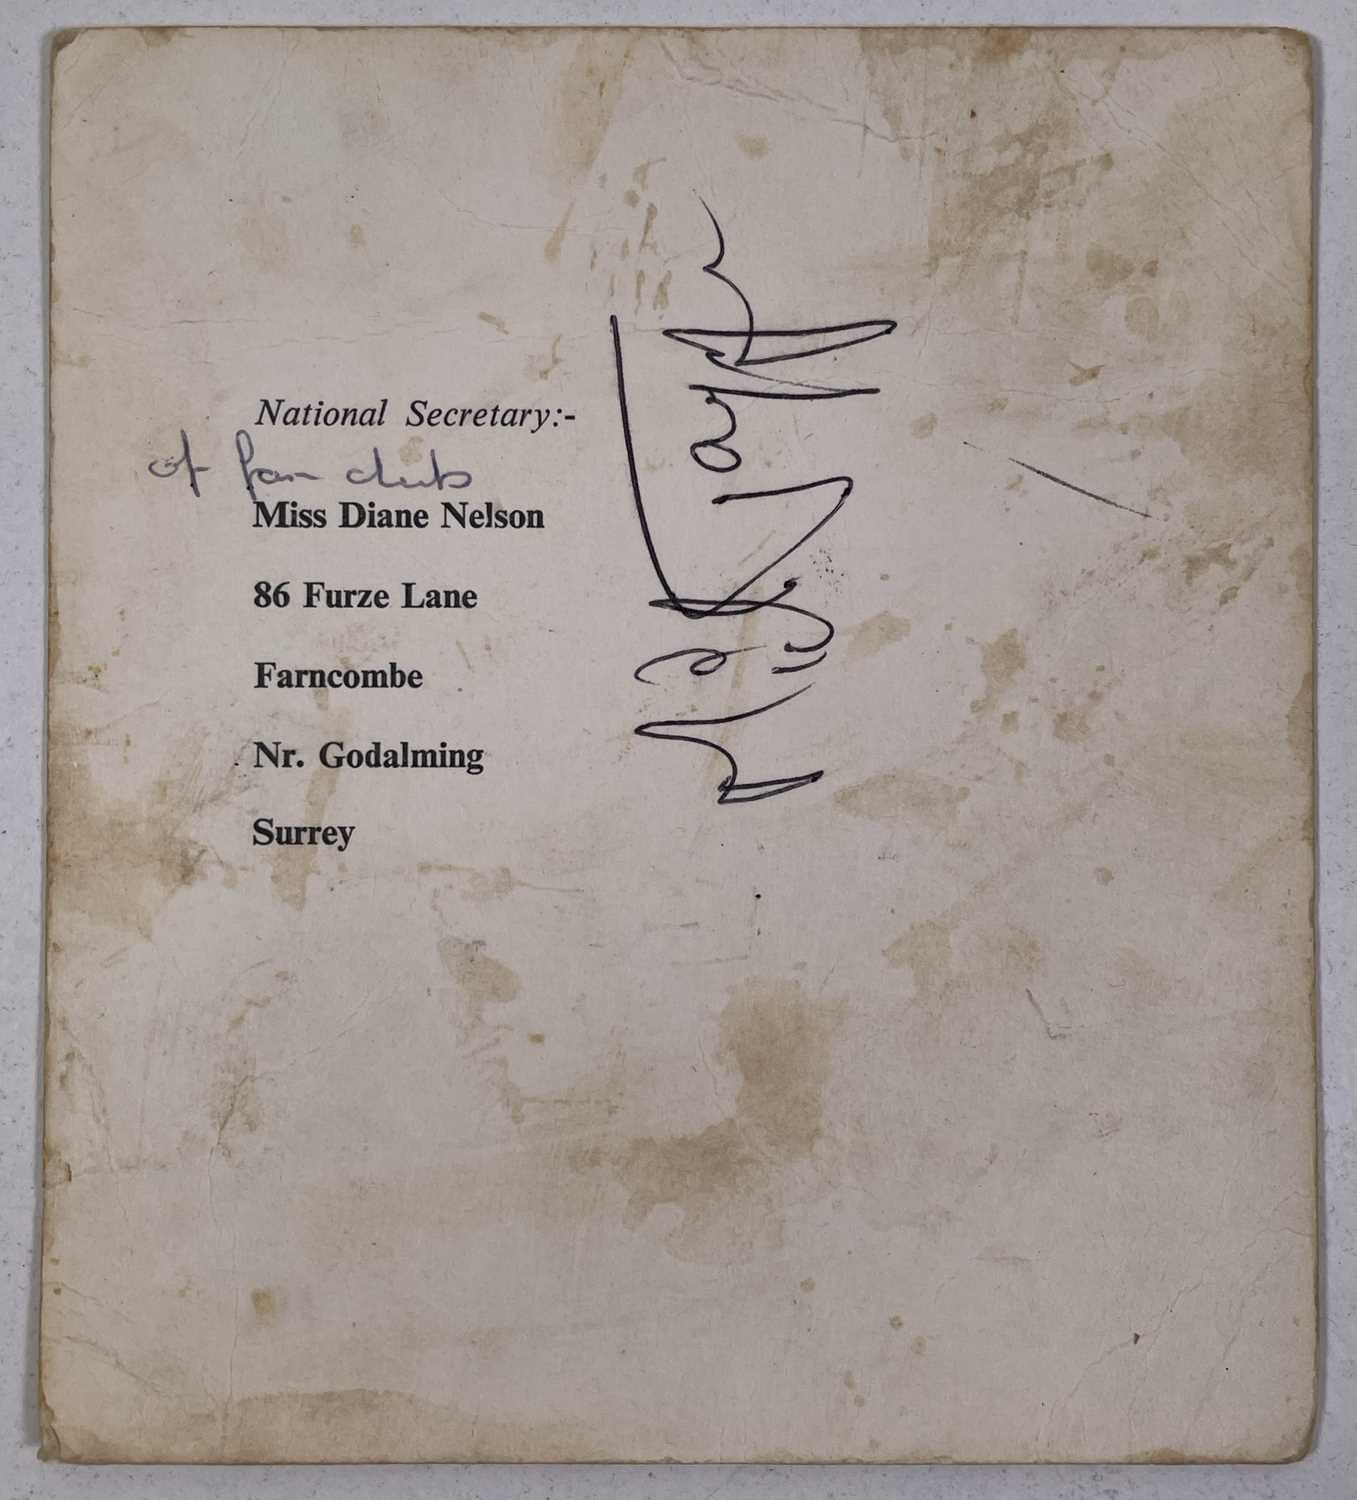 National Secretary:-
of fan club
Miss Diane Nelson
86 Furze Lane
Farncombe
Nr. Godalming
Surrey